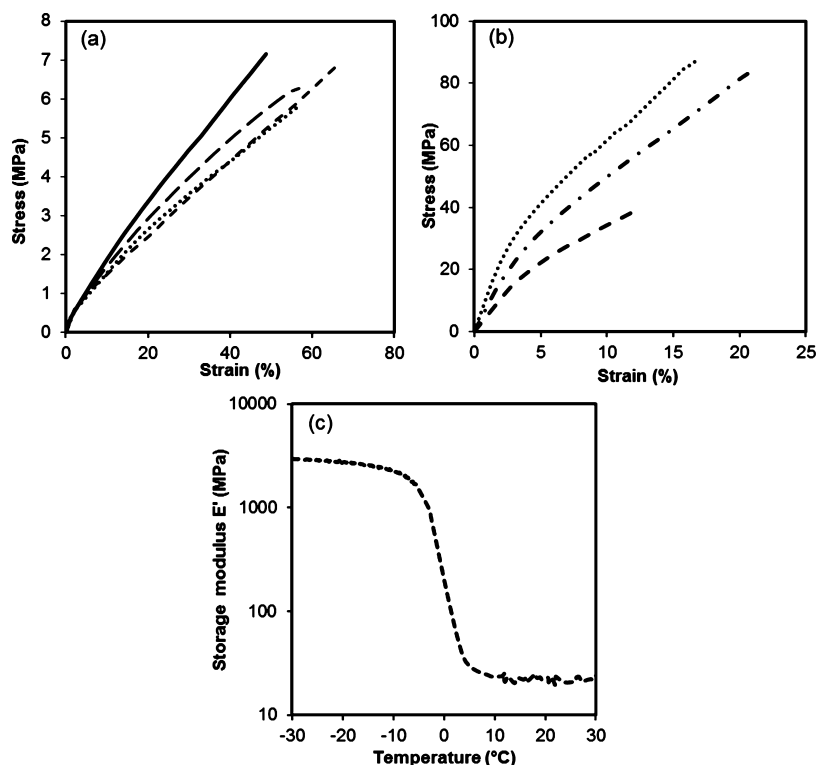 (a)
Stress (MPa)
8
7
6
5
4
3
2
1
0
0 20 40 60 80
Strain (%)
(b)
Stress (MPa)
100
80
60
40
20
0
0 5 10 15 20 25
Strain (%)
(c)
Storage modulus E' (MPa)
10000
1000
100
10
-30 -20 -10 0 10 20 30
Temperature (°C)